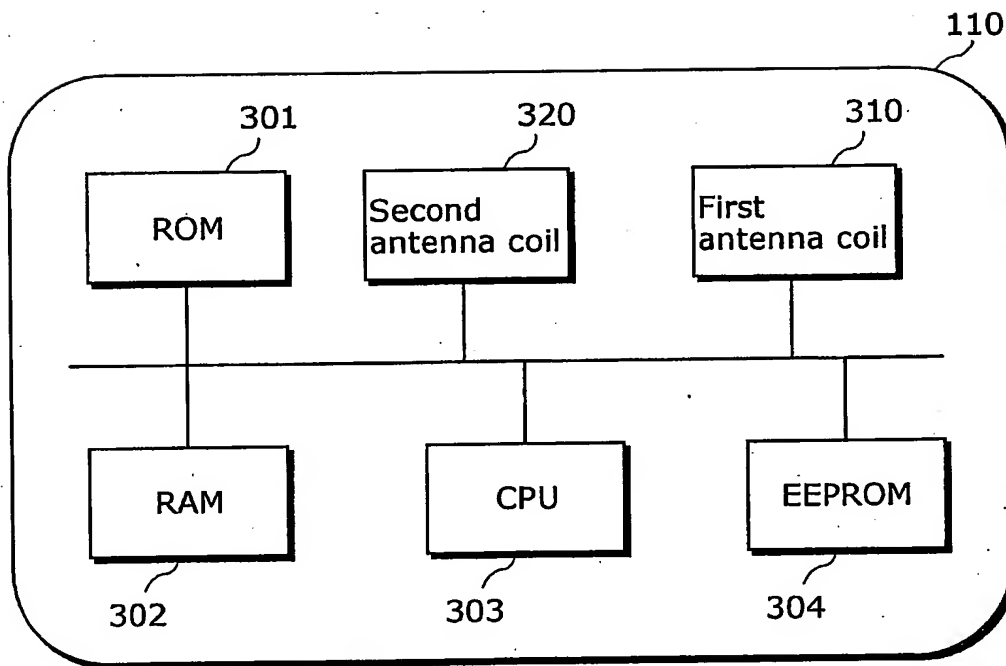 110
301
320
310
ROM
Second
antenna coil
First
antenna coil
RAM
CPU
EEPROM
302
303
304